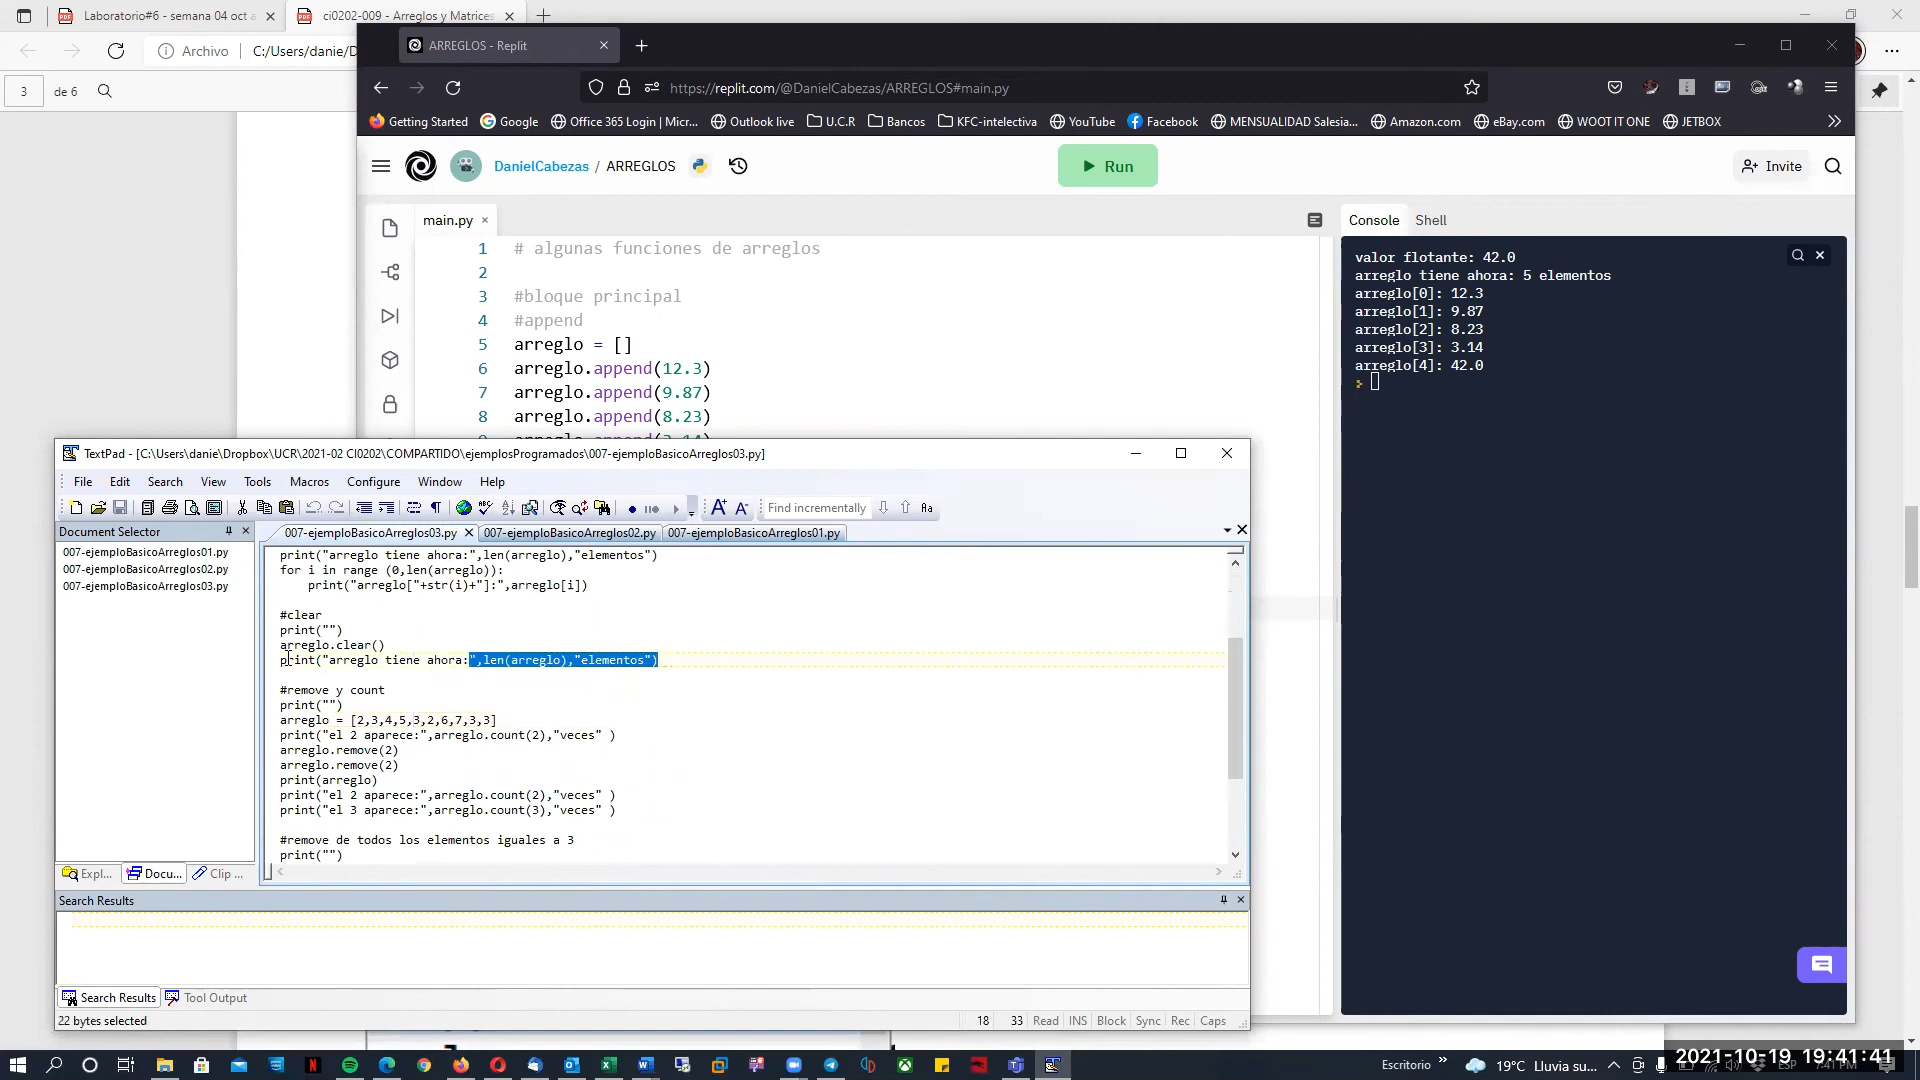 Laboratorio#6 - semana 04 oct a
ci0202-009 - Arreglos y Matrices
Archivo
C:/Users/danie/D
3
de 6
ARREGLOS - Replit
https://replit.com/@DanielCabezas/ARREGLOS#main.py
Getting Started
Google
Office 365 Login | Micr...
Outlook live
U.C.R
Bancos
KFC-intelectiva
YouTube
Facebook
MENSUALIDAD Salesia...
Amazon.com
eBay.com
WOOT IT ONE
JETBOX
DanielCabezas / ARREGLOS
Run
Invite
main.py
Console
Shell
1 # algunas funciones de arreglos
2
3 #bloque principal
4 #append
5 arreglo = []
6 arreglo.append(12.3)
7 arreglo.append(9.87)
8 arreglo.append(8.23)
valor flotante: 42.0
arreglo tiene ahora: 5 elementos
arreglo[0]: 12.3
arreglo[1]: 9.87
arreglo[2]: 8.23
arreglo[3]: 3.14
arreglo[4]: 42.0
TextPad - [C:\Users\danie\Dropbox\UCR\2021-02 CI0202\COMPARTIDO\ejemplosProgramados\007-ejemploBasicoArreglos03.py]
File Edit Search View Tools Macros Configure Window Help
Find incrementally
Document Selector
007-ejemploBasicoArreglos01.py
007-ejemploBasicoArreglos02.py
007-ejemploBasicoArreglos03.py
007-ejemploBasicoArreglos03.py
007-ejemploBasicoArreglos02.py
007-ejemploBasicoArreglos01.py
print("arreglo tiene ahora:",len(arreglo),"elementos")
for i in range (0,len(arreglo)):
print("arreglo["+str(i)+"]:",arreglo[i])
#clear
print("")
arreglo.clear()
print("arreglo tiene ahora:",len(arreglo),"elementos")
#remove y count
print("")
arreglo = [2,3,4,5,3,2,6,7,3,3]
print("el 2 aparece:",arreglo.count(2),"veces" )
arreglo.remove(2)
arreglo.remove(2)
print(arreglo)
print("el 2 aparece:",arreglo.count(2),"veces" )
print("el 3 aparece:",arreglo.count(3),"veces" )
#remove de todos los elementos iguales a 3
print("")
Expl...
Docu...
Clip ...
Search Results
Search Results
Tool Output
22 bytes selected
18 33 Read INS Block Sync Rec Caps
Escritorio
19°C Lluvia su...
ESP
2021-10-19 19:41:41